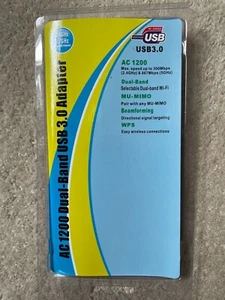 USB
USB3.0
AC 1200
Max. speed up to 300Mbps
(2.4GHz) & 867Mbps (5GHz)
Dual-Band
Selectable Dual-band Wi-Fi
MU-MIMO
Pair with any MU-MIMO
Beamforming
Directional signal targeting
WPS
Easy wireless connections
AC 1200 Dual-Band USB 3.0 Adapter